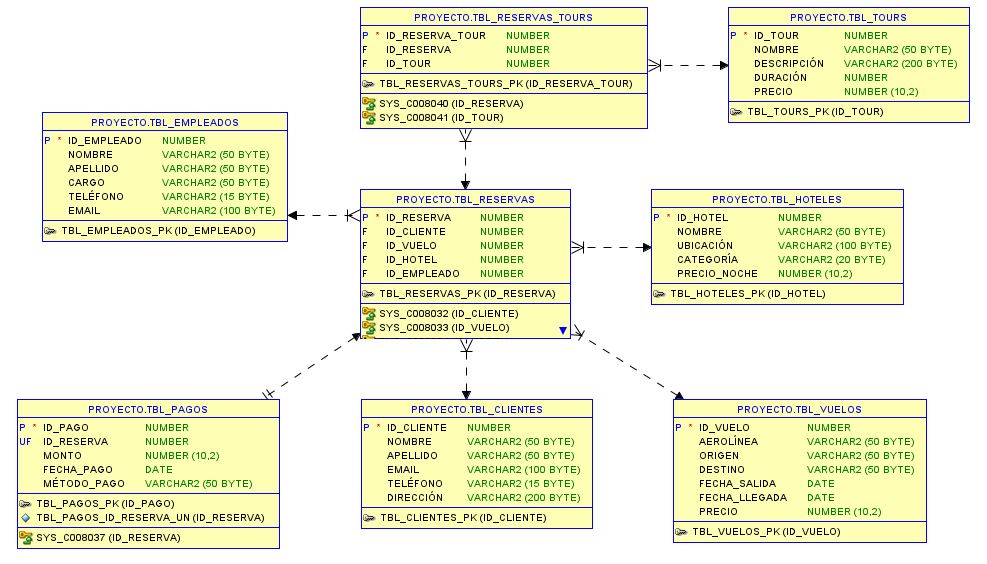 PROYECTO.TBL_RESERVAS_TOURS
P * ID_RESERVA_TOUR NUMBER
F ID_RESERVA NUMBER
F ID_TOUR NUMBER
TBL_RESERVAS_TOURS_PK (ID_RESERVA_TOUR)
SYS_C008040 (ID_RESERVA)
SYS_C008041 (ID_TOUR)
PROYECTO.TBL_TOURS
P * ID_TOUR NUMBER
NOMBRE VARCHAR2 (50 BYTE)
DESCRIPCIÓN VARCHAR2 (200 BYTE)
DURACIÓN NUMBER
PRECIO NUMBER (10,2)
TBL_TOURS_PK (ID_TOUR)
PROYECTO.TBL_EMPLEADOS
P * ID_EMPLEADO NUMBER
NOMBRE VARCHAR2 (50 BYTE)
APELLIDO VARCHAR2 (50 BYTE)
CARGO VARCHAR2 (50 BYTE)
TELÉFONO VARCHAR2 (15 BYTE)
EMAIL VARCHAR2 (100 BYTE)
TBL_EMPLEADOS_PK (ID_EMPLEADO)
PROYECTO.TBL_RESERVAS
P * ID_RESERVA NUMBER
F ID_CLIENTE NUMBER
F ID_VUELO NUMBER
F ID_HOTEL NUMBER
F ID_EMPLEADO NUMBER
TBL_RESERVAS_PK (ID_RESERVA)
SYS_C008032 (ID_CLIENTE)
SYS_C008033 (ID_VUELO)
PROYECTO.TBL_HOTELES
P * ID_HOTEL NUMBER
NOMBRE VARCHAR2 (50 BYTE)
UBICACIÓN VARCHAR2 (100 BYTE)
CATEGORÍA VARCHAR2 (20 BYTE)
PRECIO_NOCHE NUMBER (10,2)
TBL_HOTELES_PK (ID_HOTEL)
PROYECTO.TBL_PAGOS
P * ID_PAGO NUMBER
UF ID_RESERVA NUMBER
MONTO NUMBER (10,2)
FECHA_PAGO DATE
MÉTODO_PAGO VARCHAR2 (50 BYTE)
TBL_PAGOS_PK (ID_PAGO)
TBL_PAGOS_ID_RESERVA_UN (ID_RESERVA)
SYS_C008037 (ID_RESERVA)
PROYECTO.TBL_CLIENTES
P * ID_CLIENTE NUMBER
NOMBRE VARCHAR2 (50 BYTE)
APELLIDO VARCHAR2 (50 BYTE)
EMAIL VARCHAR2 (100 BYTE)
TELÉFONO VARCHAR2 (15 BYTE)
DIRECCIÓN VARCHAR2 (200 BYTE)
TBL_CLIENTES_PK (ID_CLIENTE)
PROYECTO.TBL_VUELOS
P * ID_VUELO NUMBER
AEROLÍNEA VARCHAR2 (50 BYTE)
ORIGEN VARCHAR2 (50 BYTE)
DESTINO VARCHAR2 (50 BYTE)
FECHA_SALIDA DATE
FECHA_LLEGADA DATE
PRECIO NUMBER (10,2)
TBL_VUELOS_PK (ID_VUELO)